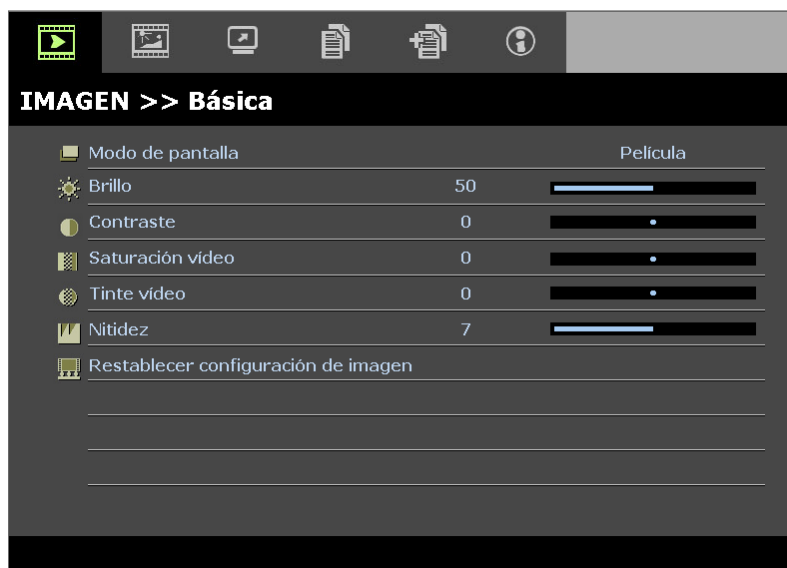 IMAGEN >> Básica
Modo de pantalla Película
Brillo 50
Contraste 0
Saturación vídeo 0
Tinte vídeo 0
Nitidez 7
Restablecer configuración de imagen